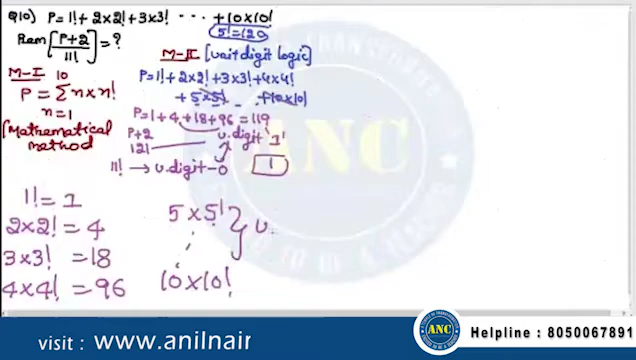 Q10) P=1!+2×2!+3×3! ... +10×10!
5!=120
Rem[P+2/11!]=?
M-II [Unit digit logic]
M-I
P=1!+2×2!+3×3!+4×4!
+5×5! .. +10×10!
P=Σn×n!
10
n=1
P=1+4+18+96=119
[Mathematical method
P+2
121
U.digit '1'
11! → U.digit-0
1
1! = 1
2×2! = 4
3×3! = 18
4×4! = 96
5×5!
10×10!
U.
ANC
visit : www.anilnair
ANC
Helpline : 8050067891